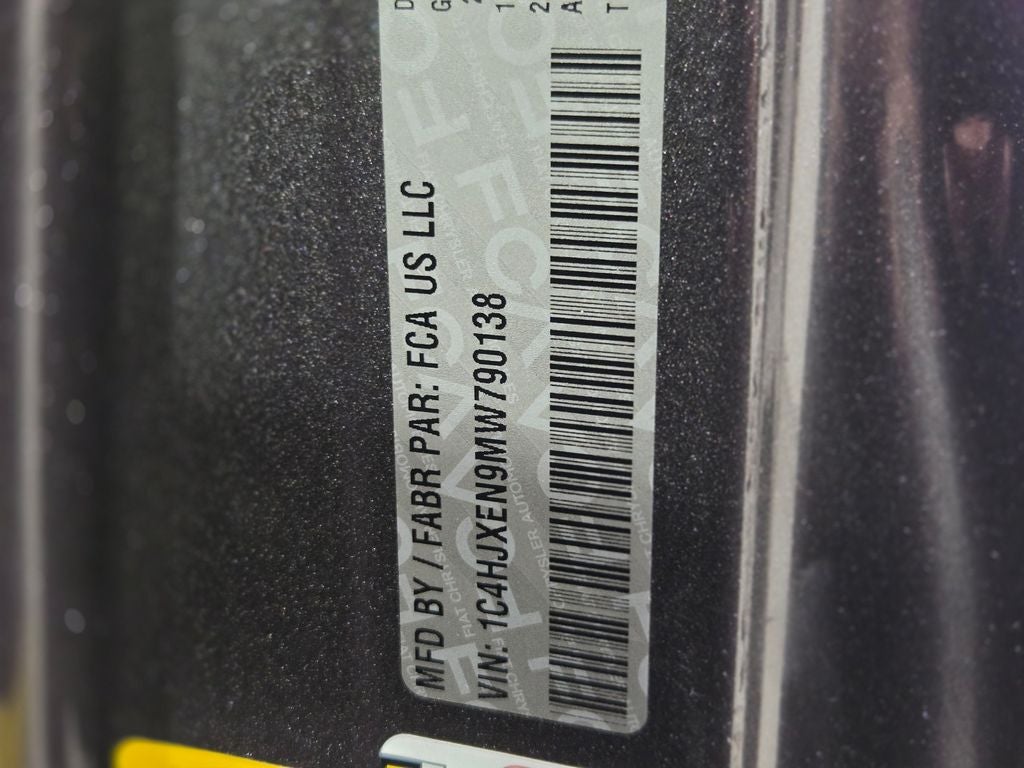 MFD BY / FABR PAR: FCA US LLC
VIN: 1C4HJXEN9MW790138